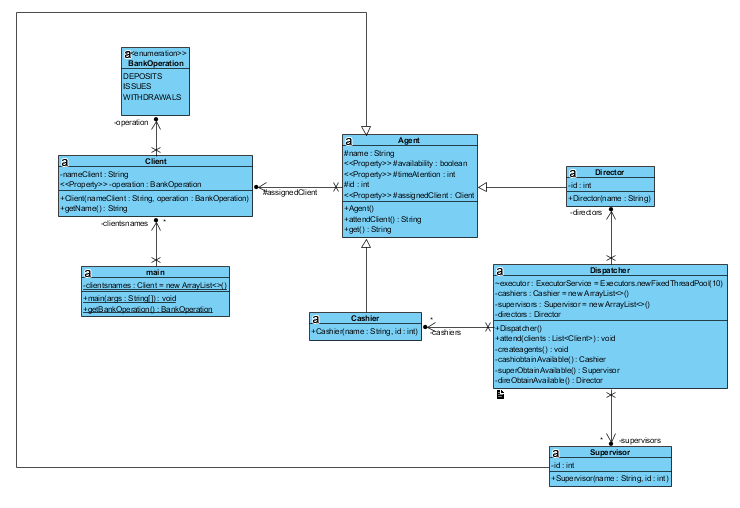 <<enumeration>>
BankOperation
DEPOSITS
ISSUES
WITHDRAWALS
-operation
Client
-nameClient : String
<<Property>> -operation : BankOperation
+Client(nameClient : String, operation : BankOperation)
+getName() : String
-clientsnames
*
main
-clientsnames : Client = new ArrayList<>()
+main(args : String[]) : void
+getBankOperation() : BankOperation
#assignedClient
Agent
#name : String
<<Property>> #availability : boolean
<<Property>> #timeAtention : int
#id : int
<<Property>> #assignedClient : Client
+Agent()
+attendClient() : String
+get() : String
Director
-id : int
+Director(name : String)
-directors
Dispatcher
~executor : ExecutorService = Executors.newFixedThreadPool(10)
-cashiers : Cashier = new ArrayList<>()
-supervisors : Supervisor = new ArrayList<>()
-directors : Director
+Dispatcher()
+attend(clients : List<Client>) : void
-createagents() : void
-cashiobtainAvailable() : Cashier
-superObtainAvailable() : Supervisor
-direObtainAvailable() : Director
Cashier
+Cashier(name : String, id : int)
*
-cashiers
*
-supervisors
Supervisor
-id : int
+Supervisor(name : String, id : int)